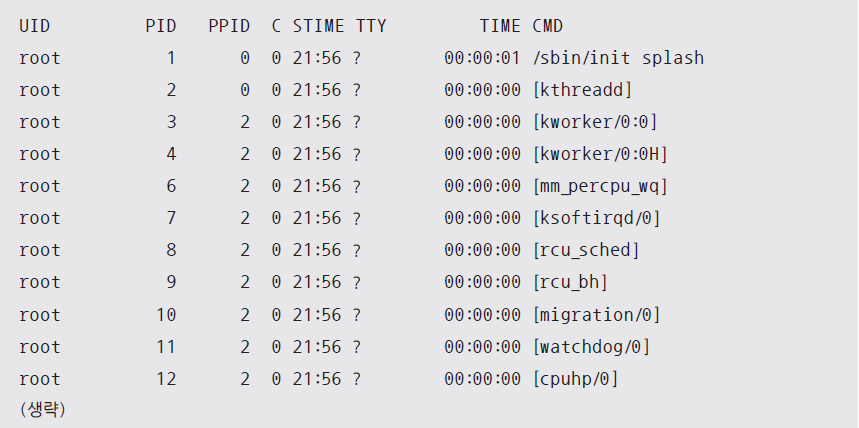 UID        PID   PPID  C STIME TTY          TIME CMD
root         1      0  0 21:56 ?        00:00:01 /sbin/init splash
root         2      0  0 21:56 ?        00:00:00 [kthreadd]
root         3      2  0 21:56 ?        00:00:00 [kworker/0:0]
root         4      2  0 21:56 ?        00:00:00 [kworker/0:0H]
root         6      2  0 21:56 ?        00:00:00 [mm_percpu_wq]
root         7      2  0 21:56 ?        00:00:00 [ksoftirqd/0]
root         8      2  0 21:56 ?        00:00:00 [rcu_sched]
root         9      2  0 21:56 ?        00:00:00 [rcu_bh]
root        10      2  0 21:56 ?        00:00:00 [migration/0]
root        11      2  0 21:56 ?        00:00:00 [watchdog/0]
root        12      2  0 21:56 ?        00:00:00 [cpuhp/0]
(생략)